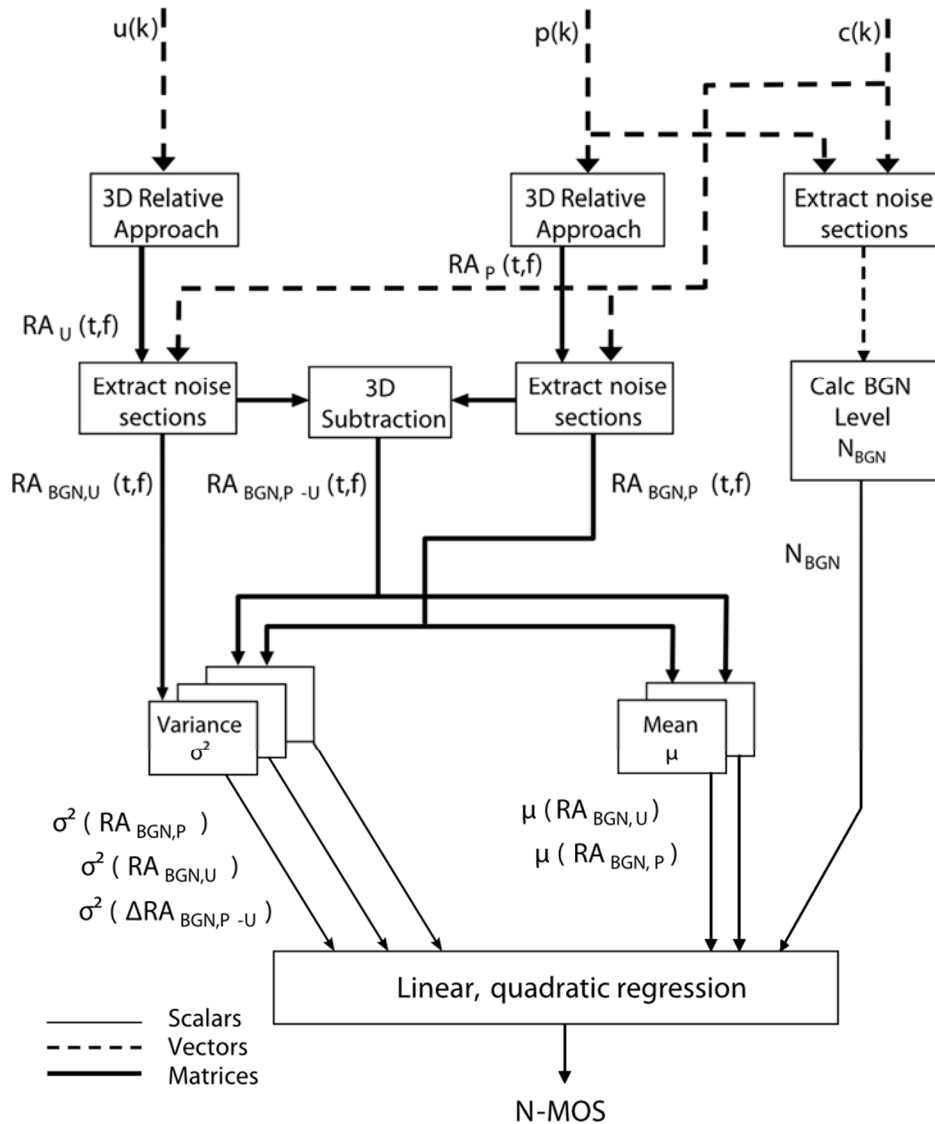 u(k)
p(k)
c(k)
3D Relative
Approach
3D Relative
Approach
Extract noise
sections
RA P (t,f)
RA U (t,f)
Extract noise
sections
3D
Subtraction
Extract noise
sections
Calc BGN
Level
N BGN
RA BGN,U (t,f)
RA BGN,P -U (t,f)
RA BGN,P (t,f)
N BGN
Variance
σ²
Mean
μ
σ² ( RA BGN,P )
σ² ( RA BGN,U )
σ² ( ΔRA BGN,P -U )
μ ( RA BGN,U )
μ ( RA BGN, P )
Linear, quadratic regression
Scalars
Vectors
Matrices
N-MOS